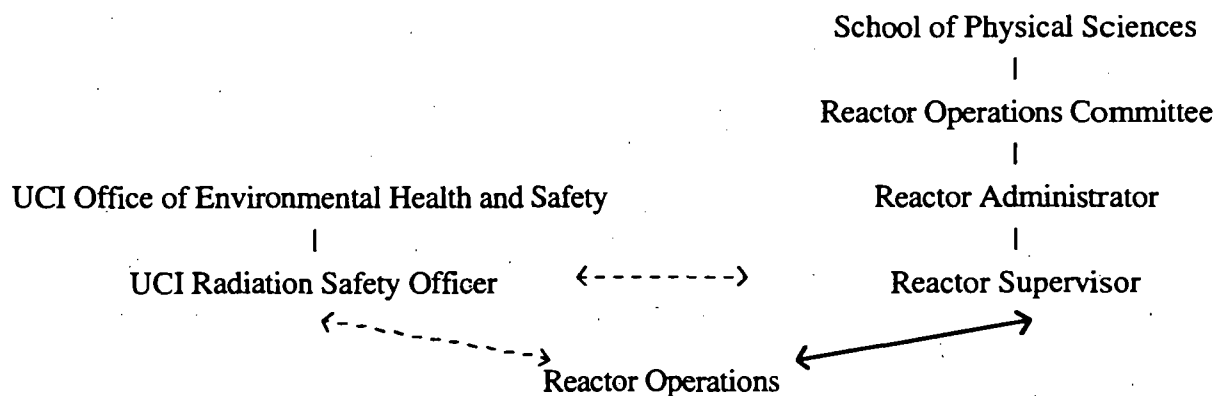 School of Physical Sciences
Reactor Operations Committee
UCI Office of Environmental Health and Safety
Reactor Administrator
UCI Radiation Safety Officer
Reactor Supervisor
Reactor Operations